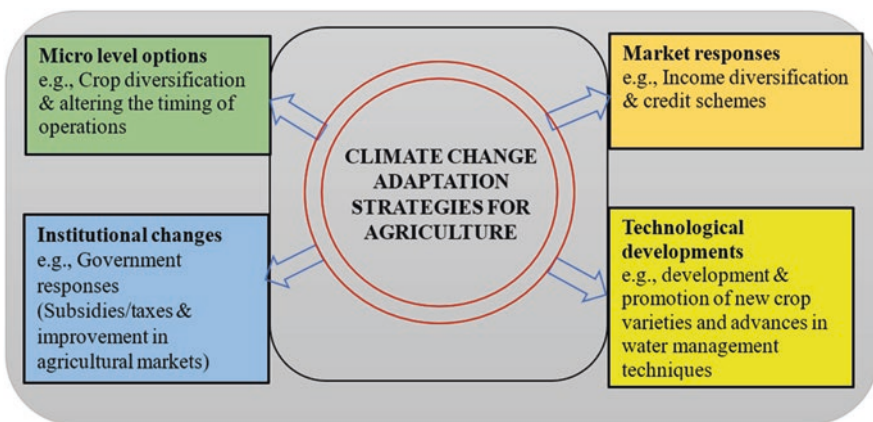 Micro level options
e.g., Crop diversification
& altering the timing of
operations
Market responses
e.g., Income diversification
& credit schemes
CLIMATE CHANGE
ADAPTATION
STRATEGIES FOR
AGRICULTURE
Institutional changes
e.g., Government
responses
(Subsidies/taxes &
improvement in
agricultural markets)
Technological
developments
e.g., development &
promotion of new crop
varieties and advances in
water management
techniques